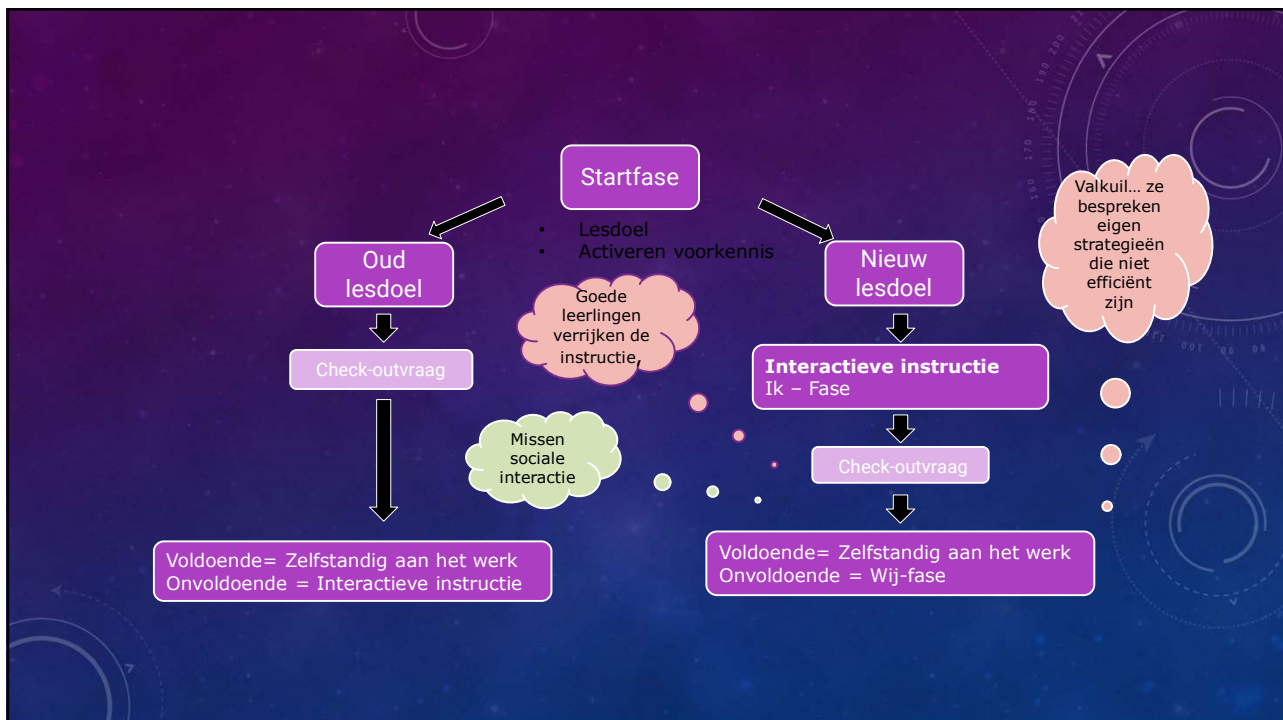 Startfase
• Lesdoel
• Activeren voorkennis
Oud
lesdoel
Check-outvraag
Voldoende= Zelfstandig aan het werk
Onvoldoende = Interactieve instructie
Goede
leerlingen
verrijken de
instructie,
Missen
sociale
interactie
Nieuw
lesdoel
Interactieve instructie
Ik – Fase
Check-outvraag
Voldoende= Zelfstandig aan het werk
Onvoldoende = Wij-fase
Valkuil... ze
bespreken
eigen
strategieën
die niet
efficiënt
zijn